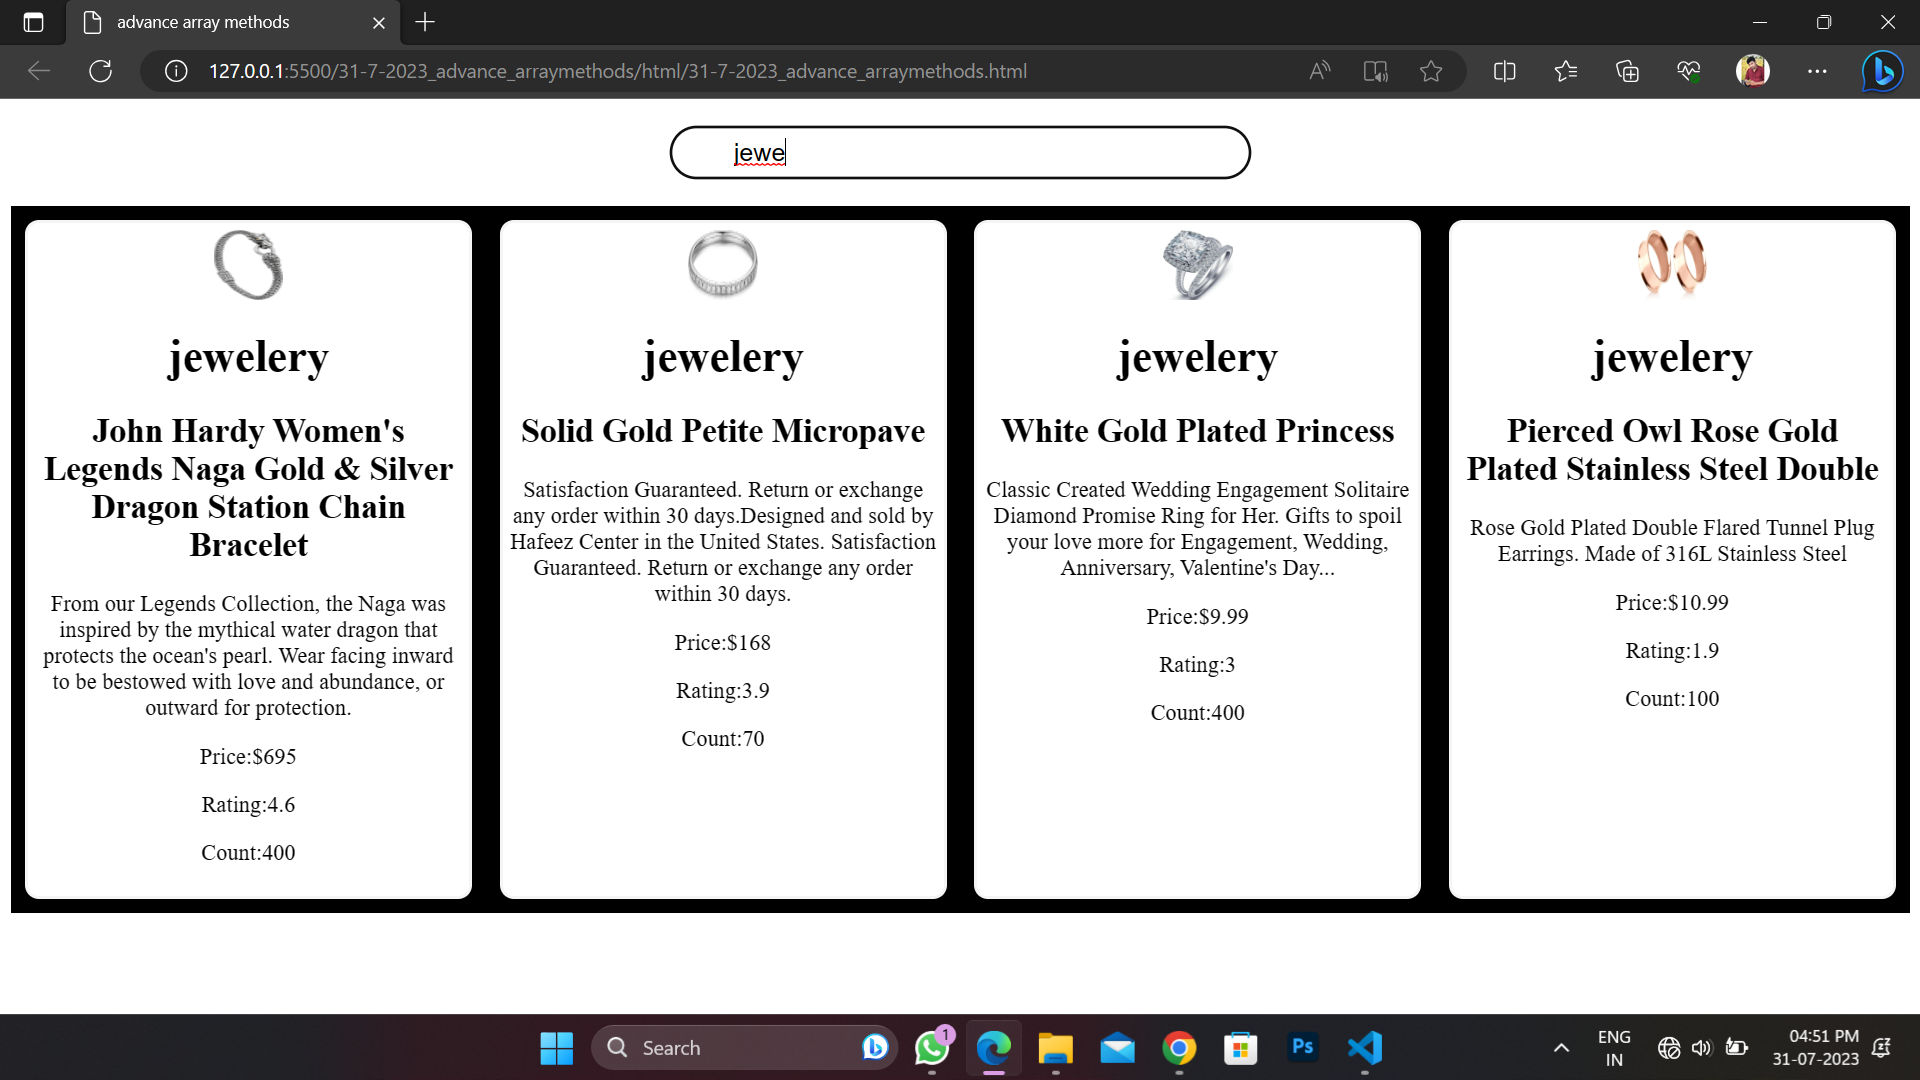 advance array methods
127.0.0.1:5500/31-7-2023_advance_arraymethods/html/31-7-2023_advance_arraymethods.html
jewe
jewelery
John Hardy Women's
Legends Naga Gold & Silver
Dragon Station Chain
Bracelet
From our Legends Collection, the Naga was
inspired by the mythical water dragon that
protects the ocean's pearl. Wear facing inward
to be bestowed with love and abundance, or
outward for protection.
Price:$695
Rating:4.6
Count:400
jewelery
Solid Gold Petite Micropave
Satisfaction Guaranteed. Return or exchange
any order within 30 days.Designed and sold by
Hafeez Center in the United States. Satisfaction
Guaranteed. Return or exchange any order
within 30 days.
Price:$168
Rating:3.9
Count:70
jewelery
White Gold Plated Princess
Classic Created Wedding Engagement Solitaire
Diamond Promise Ring for Her. Gifts to spoil
your love more for Engagement, Wedding,
Anniversary, Valentine's Day...
Price:$9.99
Rating:3
Count:400
jewelery
Pierced Owl Rose Gold
Plated Stainless Steel Double
Rose Gold Plated Double Flared Tunnel Plug
Earrings. Made of 316L Stainless Steel
Price:$10.99
Rating:1.9
Count:100
Search
1
Ps
ENG
IN
04:51 PM
31-07-2023